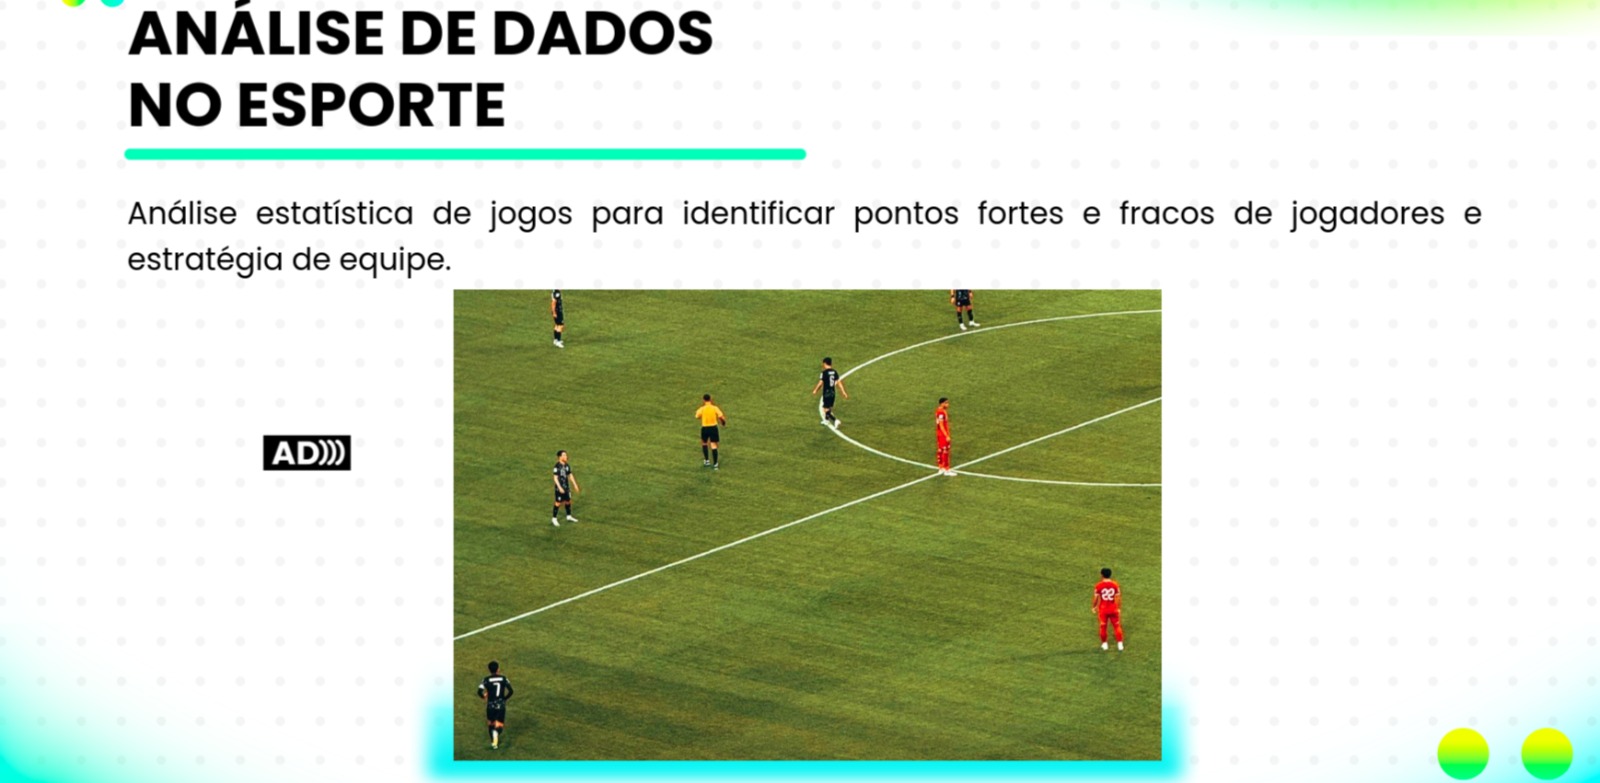 ANÁLISE DE DADOS
NO ESPORTE
Análise estatística de jogos para identificar pontos fortes e fracos de jogadores e
estratégia de equipe.
AD)))
6
22
7